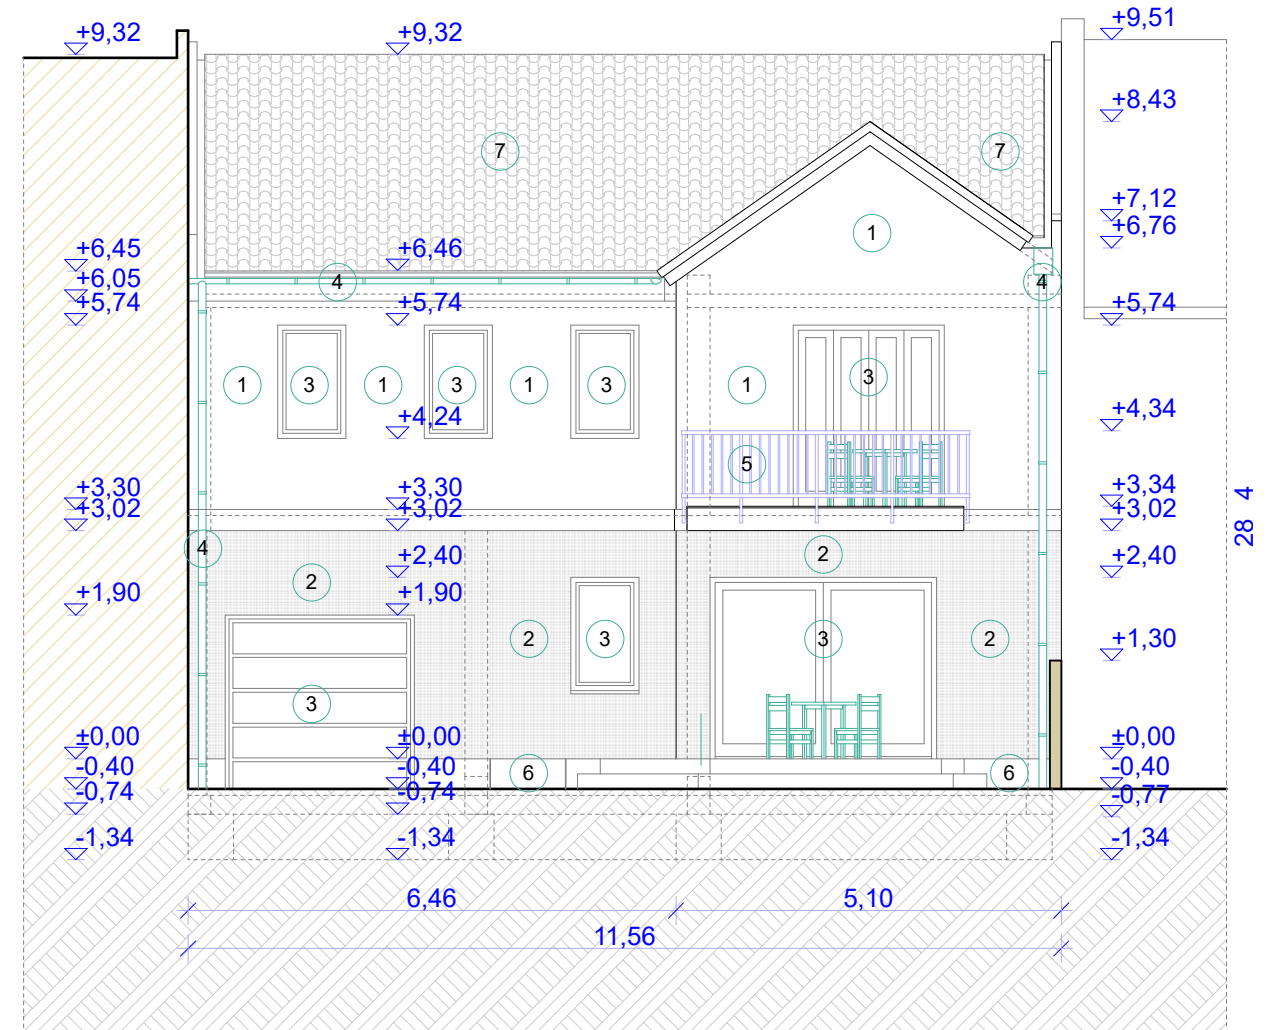 +9,51
+9,32 +9,32
+8,43
7 7
+7,12
+6,76
1
+6,45 +6,46
+6,05 4 4
+5,74 +5,74 +5,74
1 3 1 3 1 3 1 3
+4,24 +4,34
5
+3,30 +3,30 +3,34
+3,02 +3,02 +3,02
28 4
4 2 +2,40 2 +2,40
+1,90 +1,90
2 3 3 2 +1,30
3
±0,00 ±0,00 ±0,00
-0,40 -0,40 6 6 -0,40
-0,74 -0,74 -0,77
-1,34 -1,34 -1,34
6,46 5,10
11,56